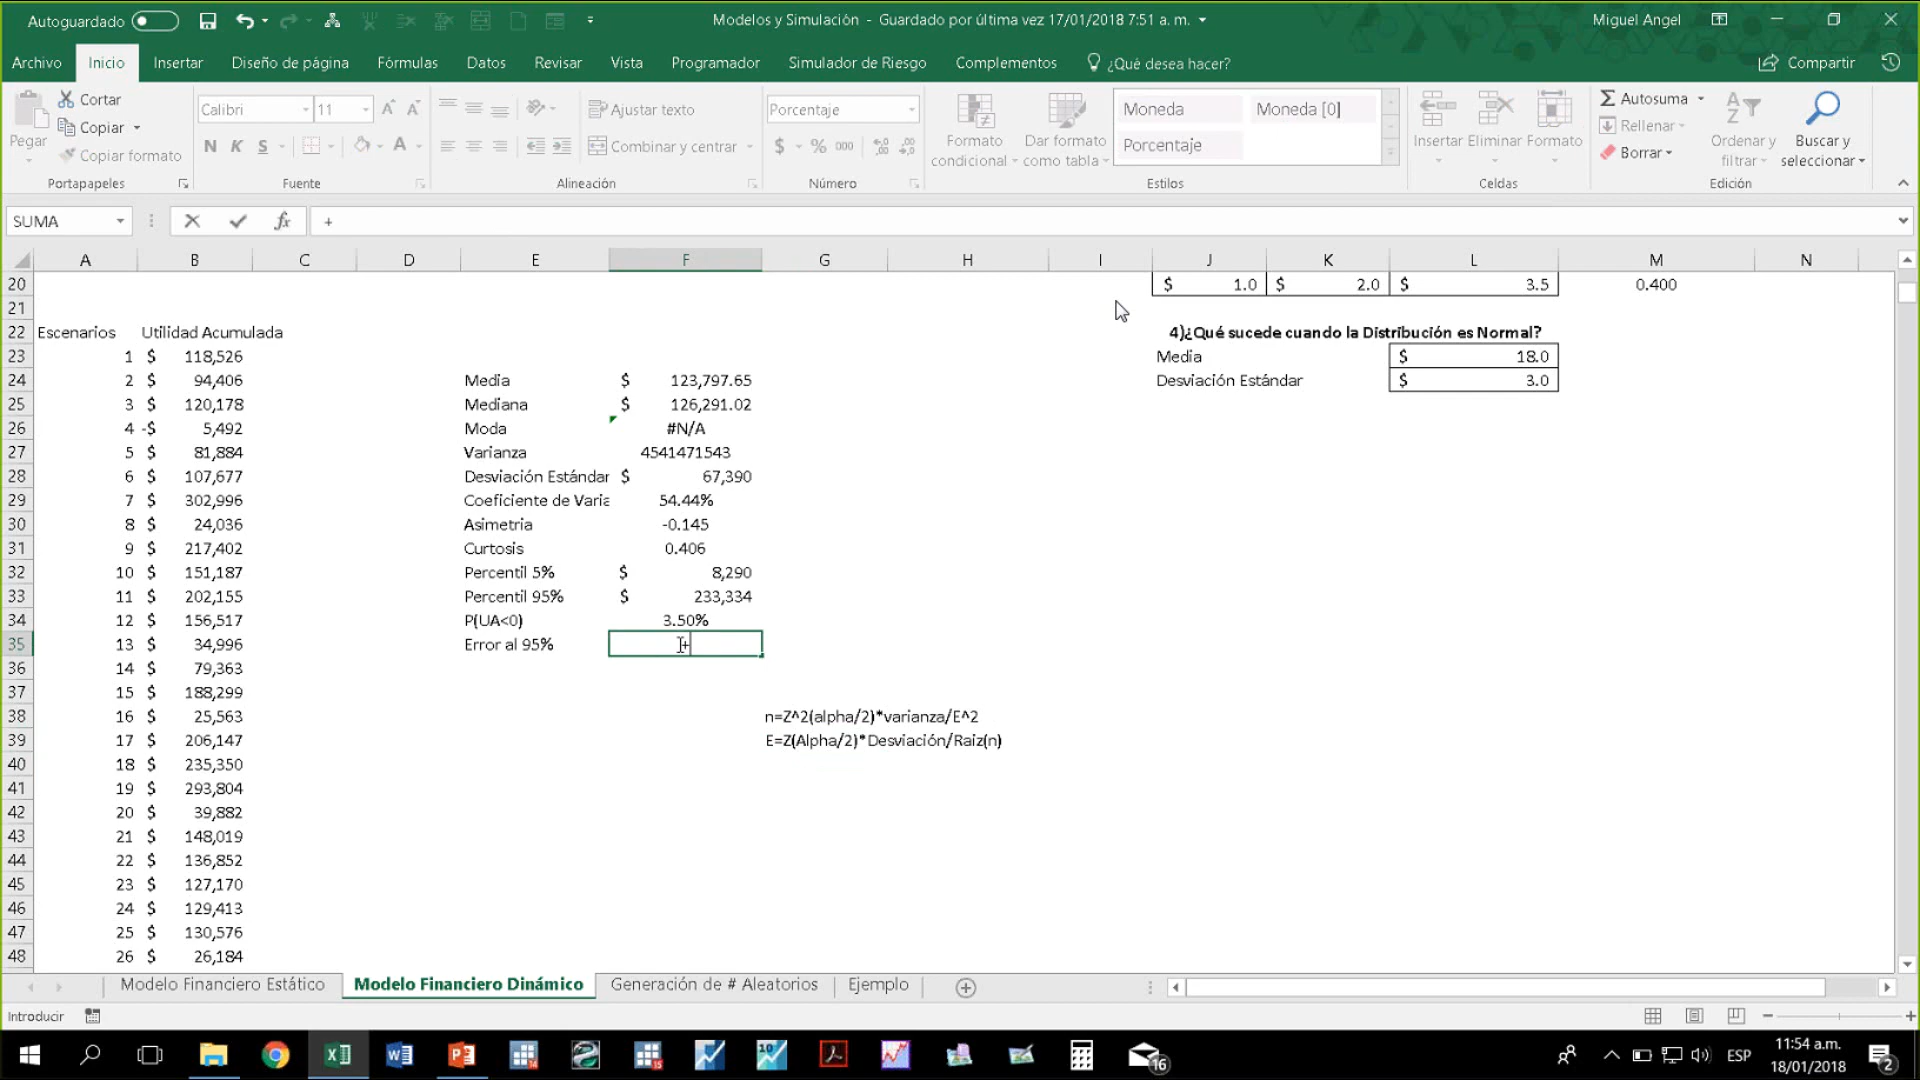 Autoguardado
Modelos y Simulación - Guardado por última vez 17/01/2018 7:51 a. m.
Miguel Angel
Archivo Inicio Insertar Diseño de página Fórmulas Datos Revisar Vista Programador Simulador de Riesgo Complementos ¿Qué desea hacer? Compartir
Pegar Cortar Copiar Copiar formato Portapapeles
Calibri 11 N K S Fuente
Ajustar texto Combinar y centrar Alineación
Porcentaje $ % 000 Número
Formato condicional Dar formato como tabla Moneda Moneda [0] Porcentaje Estilos
Insertar Eliminar Formato Celdas
Autosuma Rellenar Borrar Ordenar y filtrar Buscar y seleccionar Edición
SUMA fx +
A B C D E F G H I J K L M N
20 $ 1.0 $ 2.0 $ 3.5 0.400
21
22 Escenarios Utilidad Acumulada 4)¿Qué sucede cuando la Distribución es Normal?
23 1 $ 118,526 Media $ 18.0
24 2 $ 94,406 Media $ 123,797.65 Desviación Estándar $ 3.0
25 3 $ 120,178 Mediana $ 126,291.02
26 4 -$ 5,492 Moda #N/A
27 5 $ 81,884 Varianza 4541471543
28 6 $ 107,677 Desviación Estándar $ 67,390
29 7 $ 302,996 Coeficiente de Varia 54.44%
30 8 $ 24,036 Asimetria -0.145
31 9 $ 217,402 Curtosis 0.406
32 10 $ 151,187 Percentil 5% $ 8,290
33 11 $ 202,155 Percentil 95% $ 233,334
34 12 $ 156,517 P(UA<0) 3.50%
35 13 $ 34,996 Error al 95% +
36 14 $ 79,363
37 15 $ 188,299
38 16 $ 25,563 n=Z^2(alpha/2)*varianza/E^2
39 17 $ 206,147 E=Z(Alpha/2)*Desviación/Raiz(n)
40 18 $ 235,350
41 19 $ 293,804
42 20 $ 39,882
43 21 $ 148,019
44 22 $ 136,852
45 23 $ 127,170
46 24 $ 129,413
47 25 $ 130,576
48 26 $ 26,184
Modelo Financiero Estático Modelo Financiero Dinámico Generación de # Aleatorios Ejemplo
Introducir
16 ESP 11:54 a.m.
18/01/2018 2